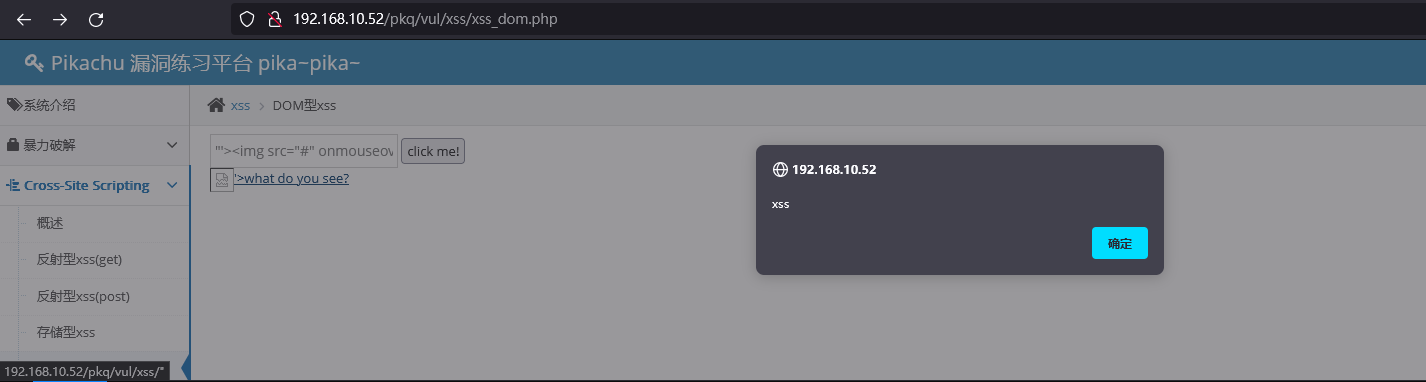 192.168.10.52/pkq/vul/xss/xss_dom.php
Pikachu 漏洞练习平台 pika~pika~
系统介绍
xss > DOM型xss
暴力破解
"'><img src="#" onmouseov
click me!
'>what do you see?
192.168.10.52
xss
确定
Cross-Site Scripting
概述
反射型xss(get)
反射型xss(post)
存储型xss
192.168.10.52/pkq/vul/xss/"